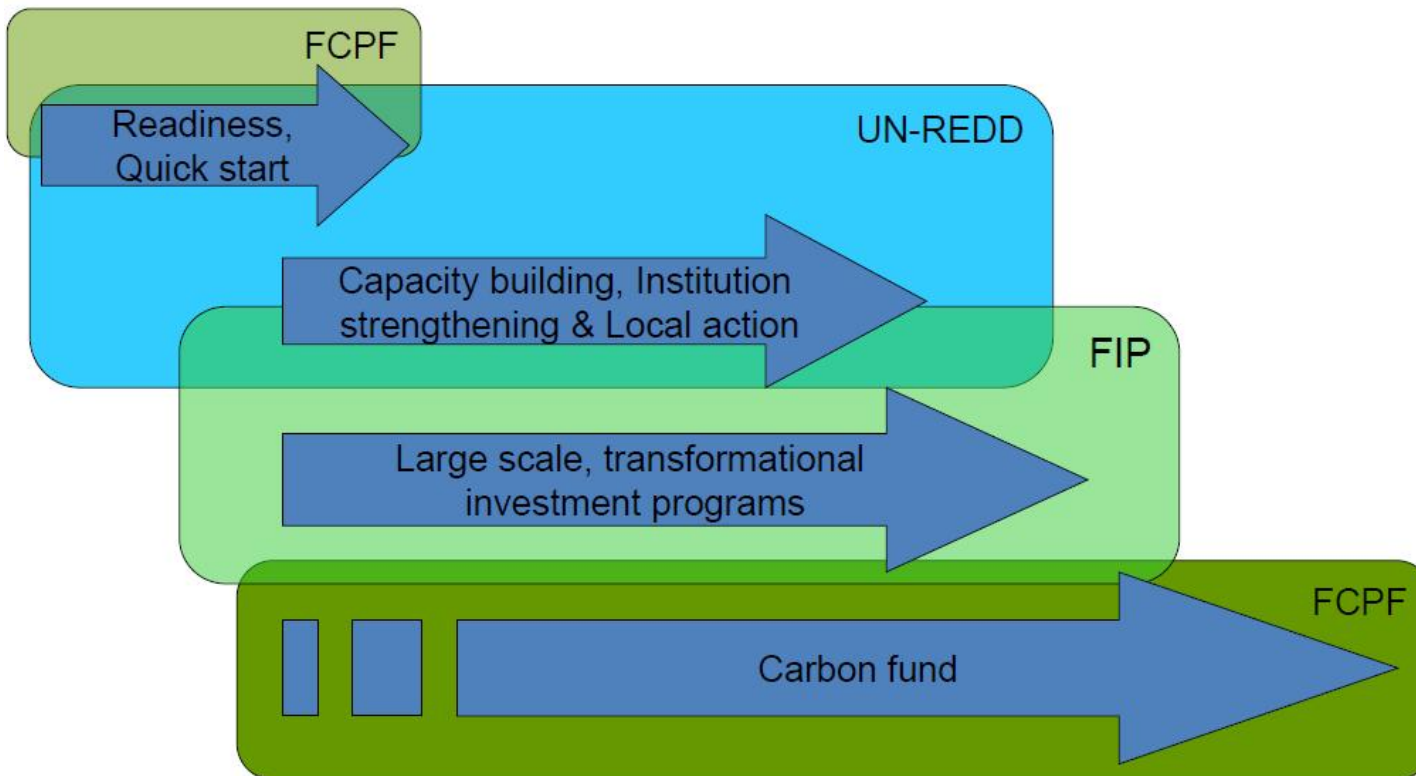 FCPF
Readiness,
Quick start
UN-REDD
Capacity building, Institution
strengthening & Local action
FIP
Large scale, transformational
investment programs
FCPF
Carbon fund